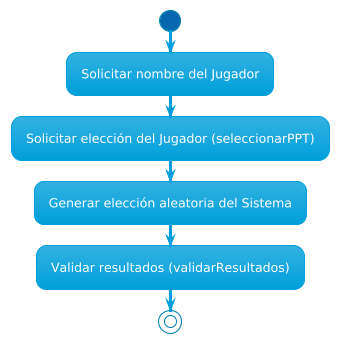 Solicitar nombre del Jugador
Solicitar elección del Jugador (seleccionarPPT)
Generar elección aleatoria del Sistema
Validar resultados (validarResultados)